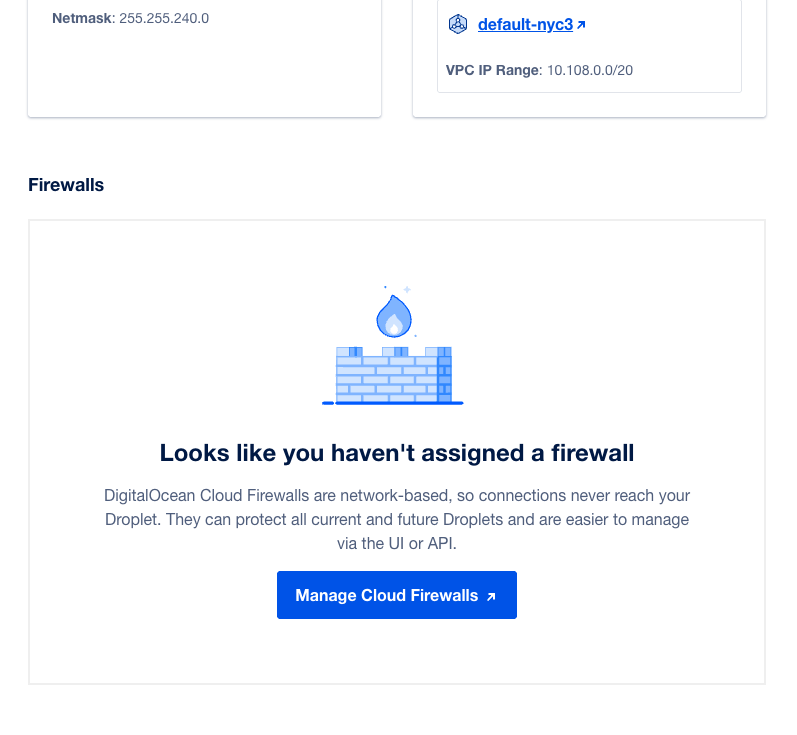 Netmask: 255.255.240.0
default-nyc3
VPC IP Range: 10.108.0.0/20
Firewalls
Looks like you haven't assigned a firewall
DigitalOcean Cloud Firewalls are network-based, so connections never reach your
Droplet. They can protect all current and future Droplets and are easier to manage
via the UI or API.
Manage Cloud Firewalls